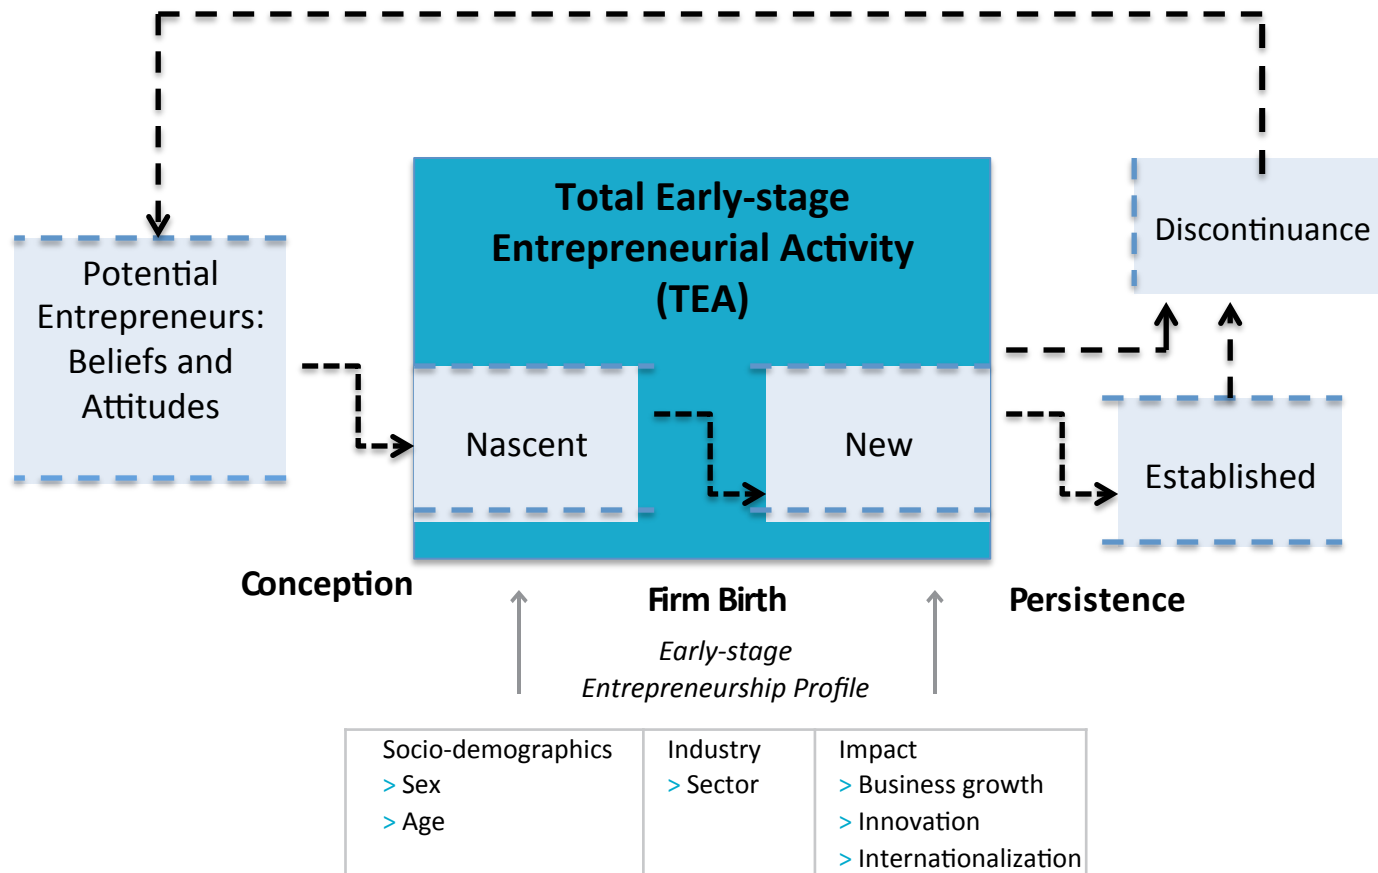 Total Early-stage
Entrepreneurial Activity
(TEA)
Discontinuance
Potential
Entrepreneurs:
Beliefs and
Attitudes
Nascent
New
Established
Conception
Firm Birth
Persistence
Early-stage
Entrepreneurship Profile
Socio-demographics
> Sex
> Age
Industry
> Sector
Impact
> Business growth
> Innovation
> Internationalization